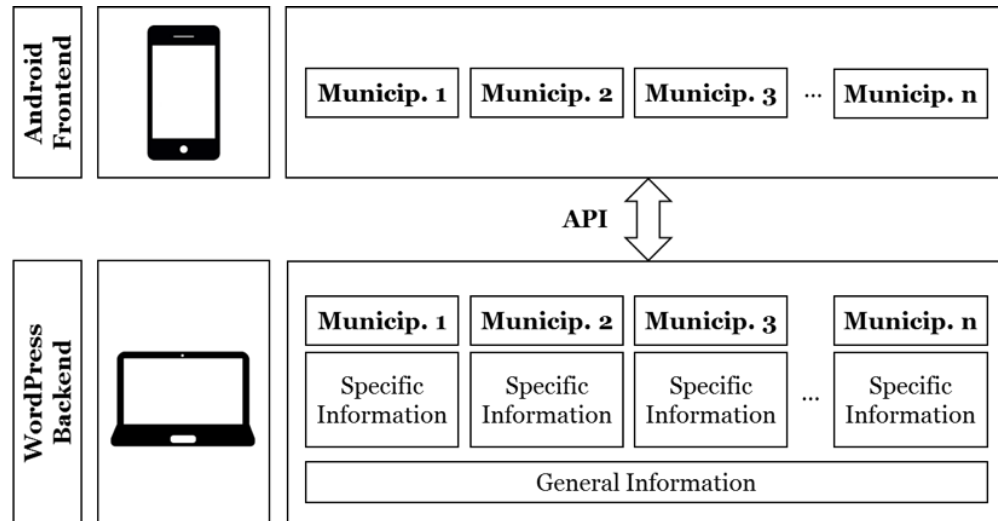 Android
Frontend
Municip. 1
Municip. 2
Municip. 3
...
Municip. n
API
WordPress
Backend
Municip. 1
Municip. 2
Municip. 3
Municip. n
Specific
Information
Specific
Information
Specific
Information
...
Specific
Information
General Information